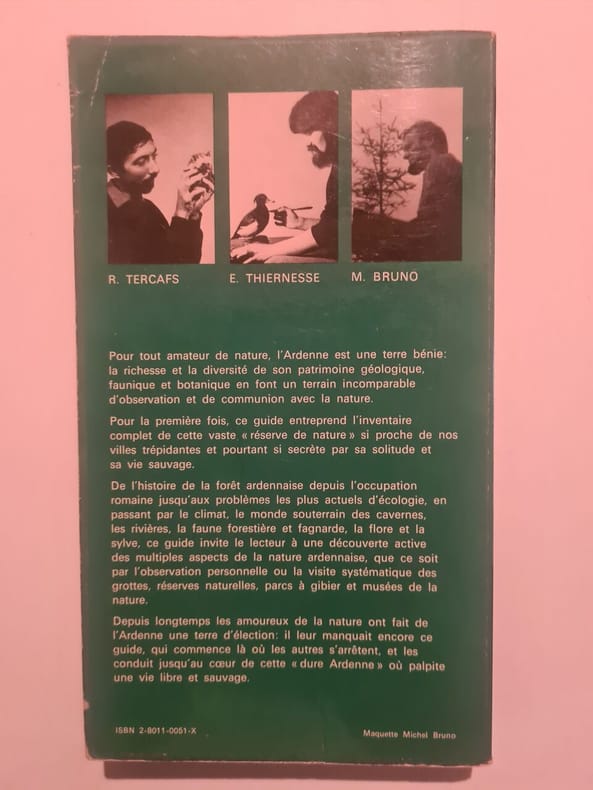 R. TERCAFS
E. THIERNESSE
M. BRUNO
Pour tout amateur de nature, l'Ardenne est une terre bénie:
la richesse et la diversité de son patrimoine géologique,
faunique et botanique en font un terrain incomparable
d'observation et de communion avec la nature.
Pour la première fois, ce guide entreprend l'inventaire
complet de cette vaste « réserve de nature » si proche de nos
villes trépidantes et pourtant si secrète par sa solitude et
sa vie sauvage.
De l'histoire de la forêt ardennaise depuis l'occupation
romaine jusqu'aux problèmes les plus actuels d'écologie, en
passant par le climat, le monde souterrain des cavernes,
les rivières, la faune forestière et fagnarde, la flore et la
sylve, ce guide invite le lecteur à une découverte active
des multiples aspects de la nature ardennaise, que ce soit
par l'observation personnelle ou la visite systématique des
grottes, réserves naturelles, parcs à gibier et musées de la
nature.
Depuis longtemps les amoureux de la nature ont fait de
l'Ardenne une terre d'élection: il leur manquait encore ce
guide, qui commence là où les autres s'arrêtent, et les
conduit jusqu'au cœur de cette « dure Ardenne » où palpite
une vie libre et sauvage.
ISBN 2-8011-0051-X
Maquette Michel Bruno